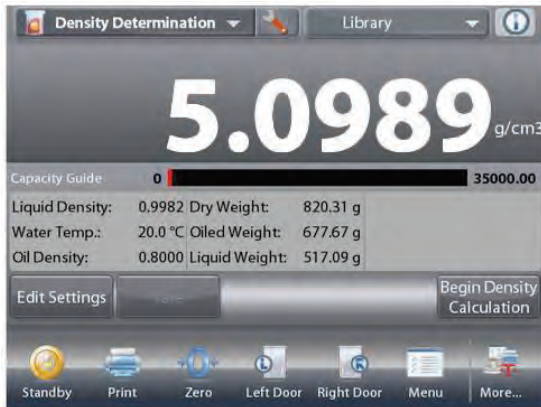 Density Determination
Library
5.0989 g/cm3
Capacity Guide 0 35000.00
Liquid Density: 0.9982 Dry Weight: 820.31 g
Water Temp.: 20.0 °C Oiled Weight: 677.67 g
Oil Density: 0.8000 Liquid Weight: 517.09 g
Edit Settings
Begin Density
Calculation
Standby Print Zero Left Door Right Door Menu More...